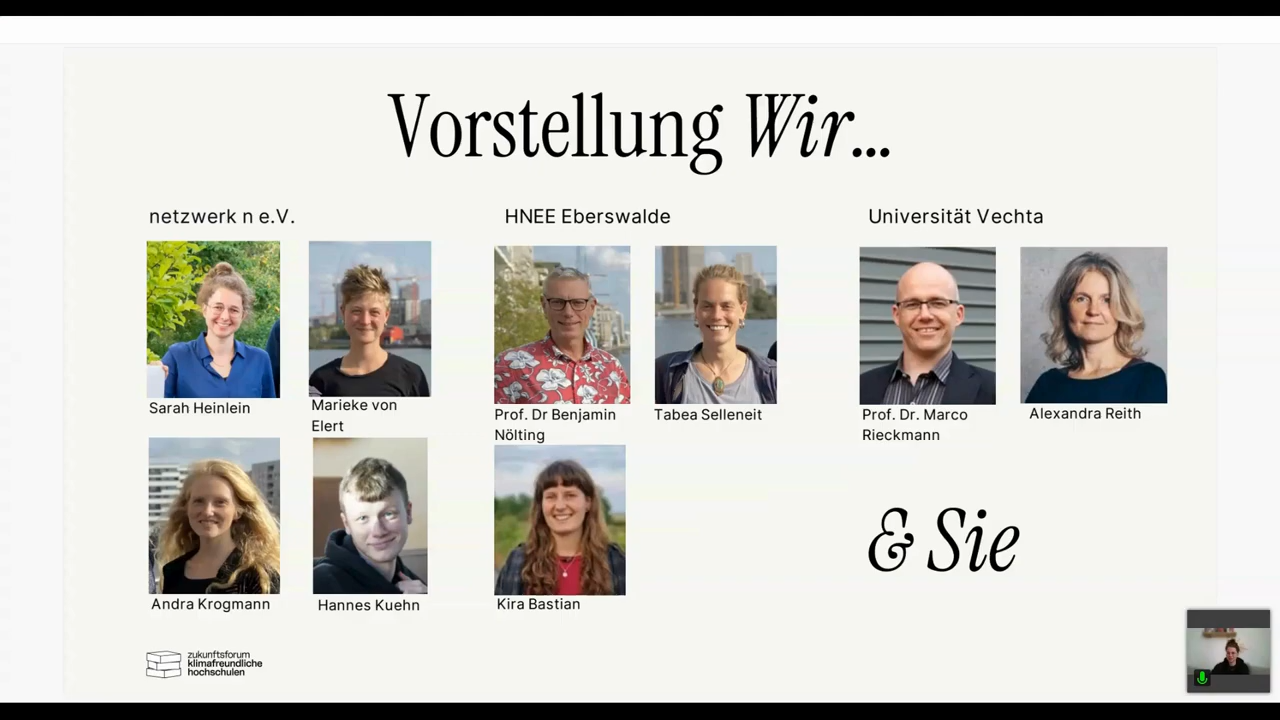 Vorstellung Wir...
netzwerk n e.V.
Sarah Heinlein
Marieke von
Elert
Andra Krogmann
Hannes Kuehn
HNEE Eberswalde
Prof. Dr Benjamin
Nölting
Tabea Selleneit
Kira Bastian
Universität Vechta
Prof. Dr. Marco
Rieckmann
Alexandra Reith
& Sie
zukunftsforum
klimafreundliche
hochschulen